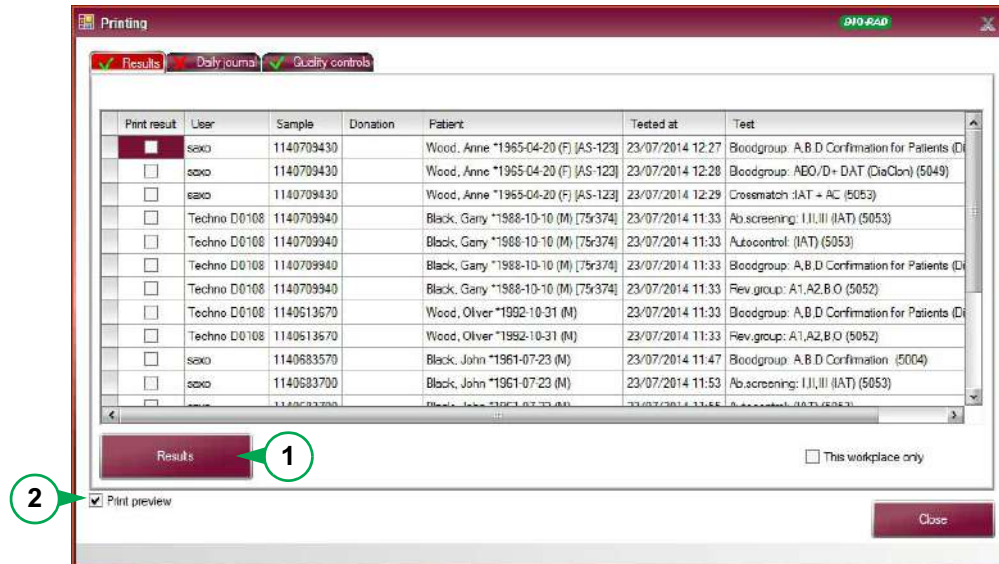 Printing BIO-RAD
Results Daily journal Quality controls
Print result User Sample Donation Patient Tested at Test
saxo 1140709430 Wood, Anne *1965-04-20 (F) [AS-123] 23/07/2014 12:27 Bloodgroup: A,B,D Confirmation for Patients (Di
saxo 1140709430 Wood, Anne *1965-04-20 (F) [AS-123] 23/07/2014 12:28 Bloodgroup: ABO/D+ DAT (DiaClon) (5049)
saxo 1140709430 Wood, Anne *1965-04-20 (F) [AS-123] 23/07/2014 12:29 Crossmatch :IAT + AC (5053)
Techno D0108 1140709940 Black, Garry *1988-10-10 (M) [75r374] 23/07/2014 11:33 Ab.screening: I,II,III (IAT) (5053)
Techno D0108 1140709940 Black, Garry *1988-10-10 (M) [75r374] 23/07/2014 11:33 Autocontrol: (IAT) (5053)
Techno D0108 1140709940 Black, Garry *1988-10-10 (M) [75r374] 23/07/2014 11:33 Bloodgroup: A,B,D Confirmation for Patients (Di
Techno D0108 1140709940 Black, Garry *1988-10-10 (M) [75r374] 23/07/2014 11:33 Rev.group: A1,A2,B,O (5052)
Techno D0108 1140613670 Wood, Oliver *1992-10-31 (M) 23/07/2014 11:33 Bloodgroup: A,B,D Confirmation for Patients (Di
Techno D0108 1140613670 Wood, Oliver *1992-10-31 (M) 23/07/2014 11:33 Rev.group: A1,A2,B,O (5052)
saxo 1140683570 Black, John *1961-07-23 (M) 23/07/2014 11:47 Bloodgroup: A,B,D Confirmation (5004)
saxo 1140683700 Black, John *1961-07-23 (M) 23/07/2014 11:53 Ab.screening: I,II,III (IAT) (5053)
Results 1 This workplace only
2 Print preview
Close